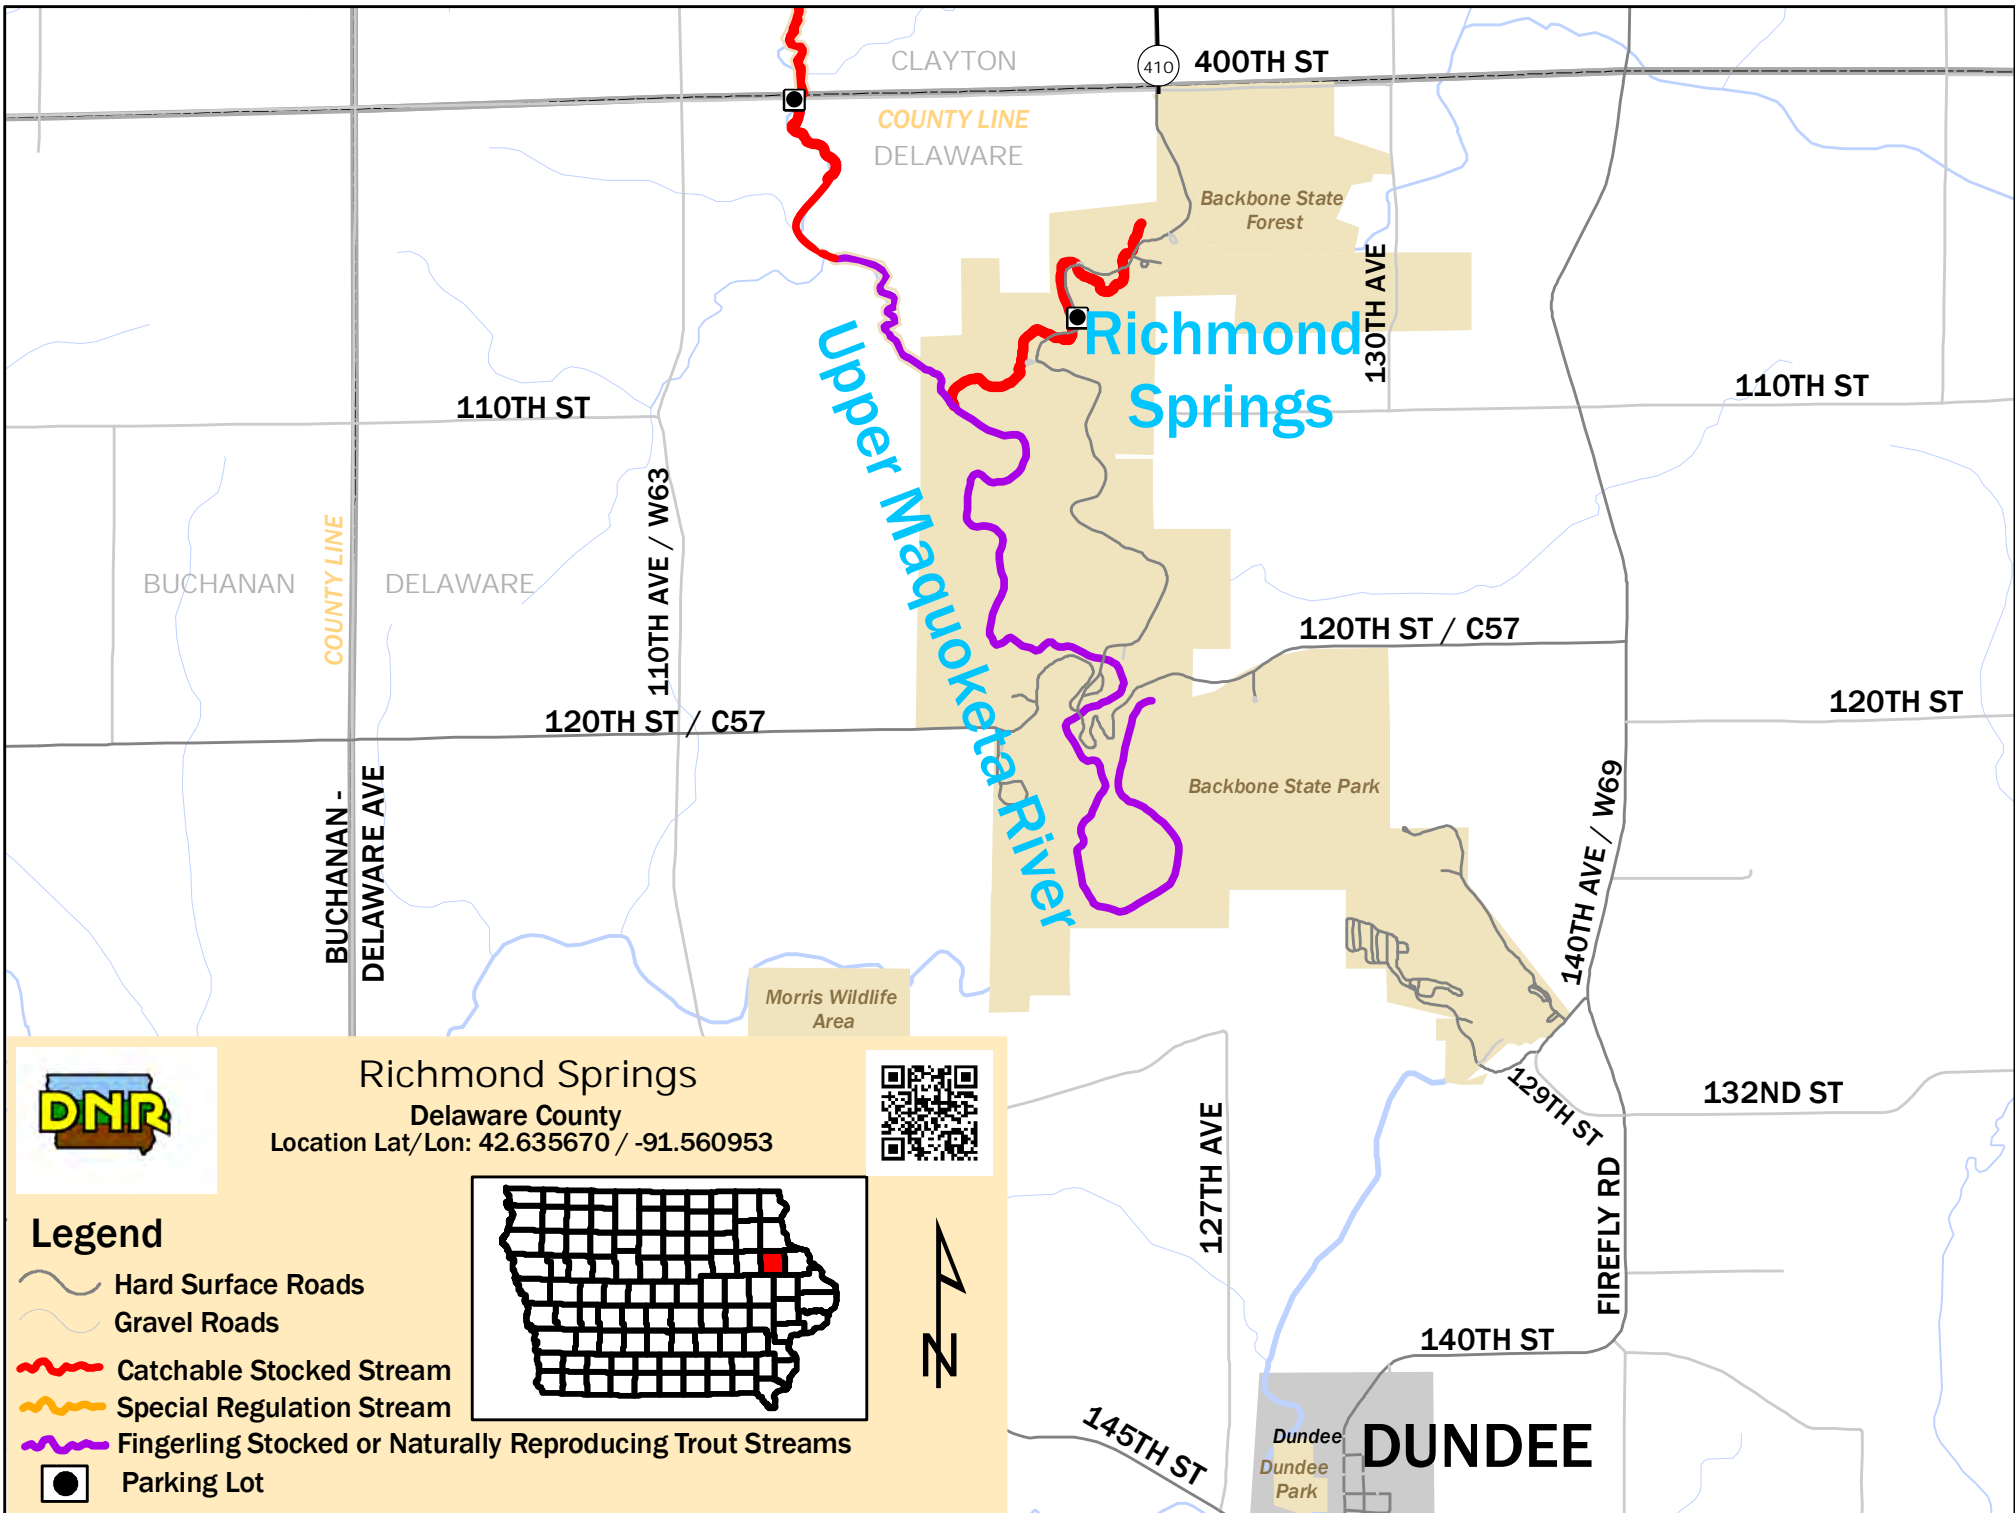 CLAYTON
410
400TH ST
COUNTY LINE
DELAWARE
Backbone State
Forest
130TH AVE
Richmond
Springs
Upper Maquoketa River
110TH ST
110TH ST
110TH AVE / W63
BUCHANAN
COUNTY LINE
DELAWARE
120TH ST / C57
120TH ST / C57
120TH ST
BUCHANAN -
DELAWARE AVE
Backbone State Park
140TH AVE / W69
Morris Wildlife
Area
129TH ST
132ND ST
127TH AVE
FIREFLY RD
140TH ST
145TH ST
Dundee
DUNDEE
Dundee
Park
DNR
Richmond Springs
Delaware County
Location Lat/Lon: 42.635670 / -91.560953
Legend
Hard Surface Roads
Gravel Roads
Catchable Stocked Stream
Special Regulation Stream
Fingerling Stocked or Naturally Reproducing Trout Streams
Parking Lot
N